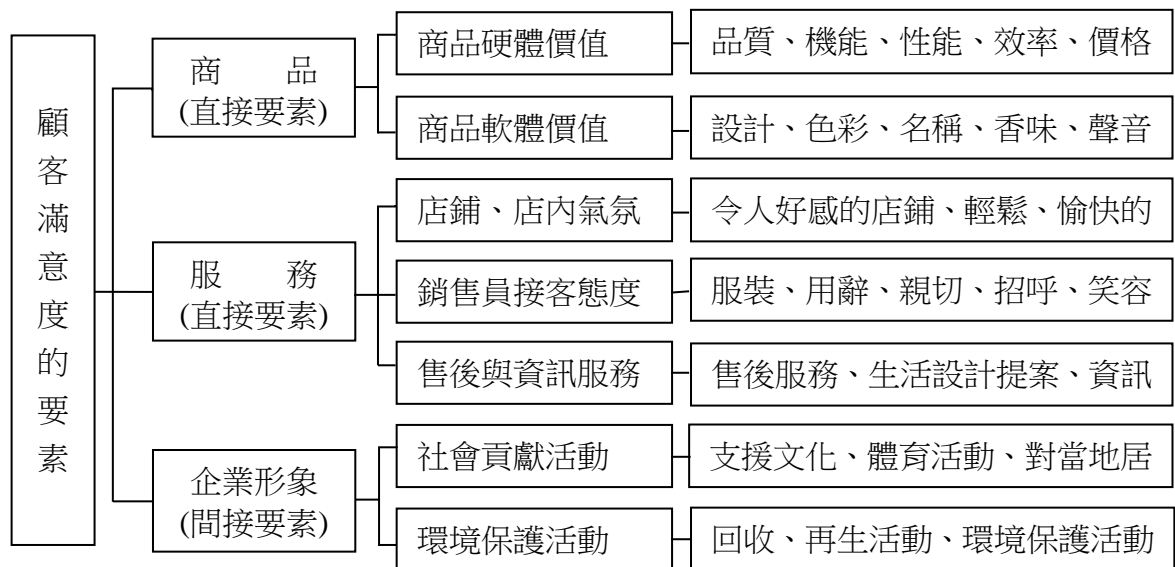 顧客滿意度的要素
商品
(直接要素)
商品硬體價值
品質、機能、性能、效率、價格
商品軟體價值
設計、色彩、名稱、香味、聲音
服務
(直接要素)
店鋪、店內氣氛
令人好感的店鋪、輕鬆、愉快的
銷售員接客態度
服裝、用辭、親切、招呼、笑容
售後與資訊服務
售後服務、生活設計提案、資訊
企業形象
(間接要素)
社會貢獻活動
支援文化、體育活動、對當地居
環境保護活動
回收、再生活動、環境保護活動